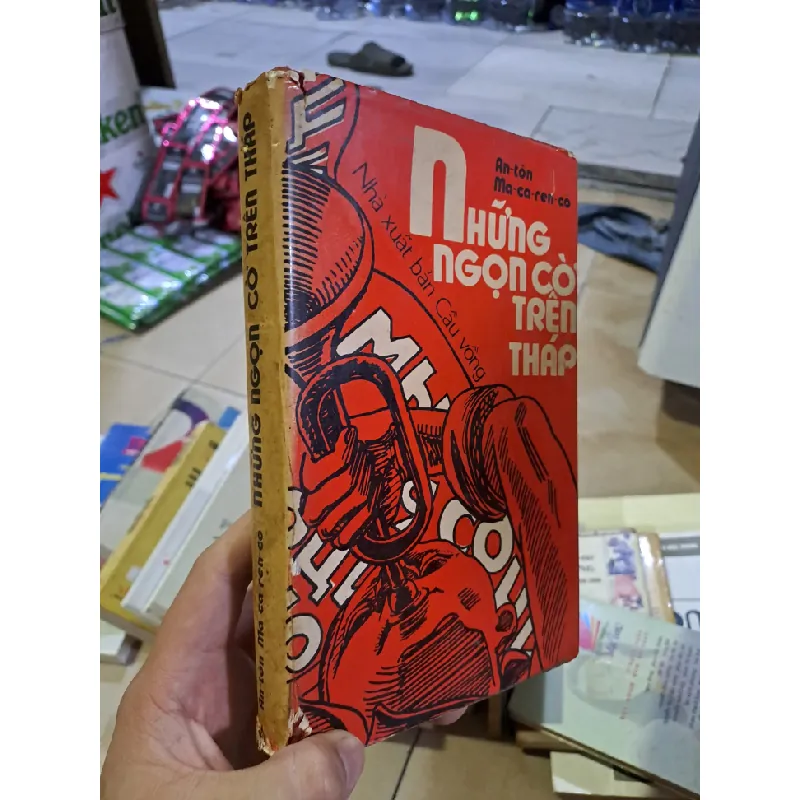 An-tôn
Ma-ca-ren-cô
NHỮNG
NGỌN CỜ
TRÊN
THÁP
Nhà xuất bản Cầu vồng
An-tôn Ma-ca-ren-cô NHỮNG NGỌN CỜ TRÊN THÁP
ken